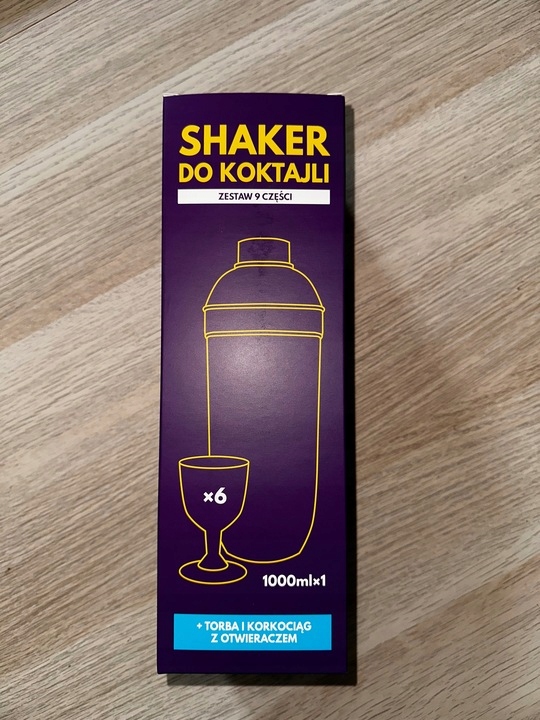 SHAKER
DO KOKTAJLI
ZESTAW 9 CZĘŚCI
×6
1000ml×1
+ TORBA I KORKOCIĄG
Z OTWIERACZEM